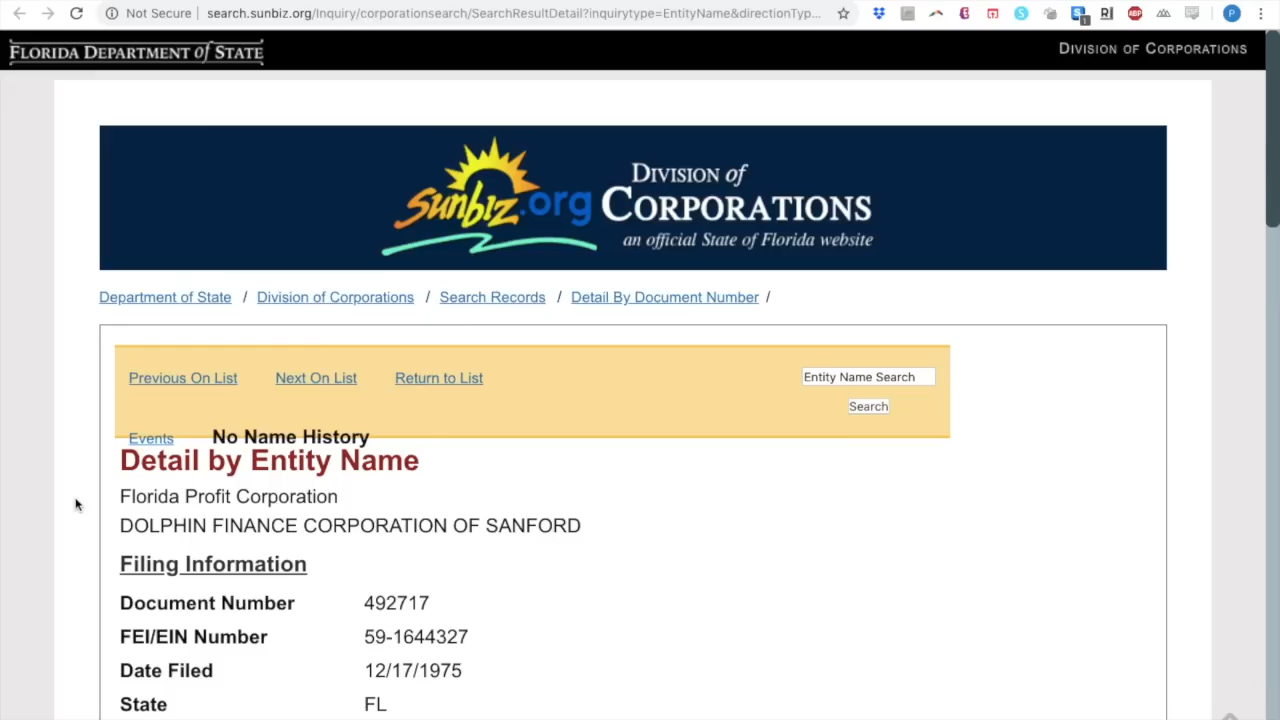 Not Secure | search.sunbiz.org/Inquiry/corporationsearch/SearchResultDetail?inquirytype=EntityName&directionTyp...
FLORIDA DEPARTMENT of STATE
DIVISION OF CORPORATIONS
sunbiz.org
DIVISION of
CORPORATIONS
an official State of Florida website
Department of State / Division of Corporations / Search Records / Detail By Document Number /
Previous On List Next On List Return to List
Entity Name Search
Search
Events No Name History
Detail by Entity Name
Florida Profit Corporation
DOLPHIN FINANCE CORPORATION OF SANFORD
Filing Information
Document Number 492717
FEI/EIN Number 59-1644327
Date Filed 12/17/1975
State FL